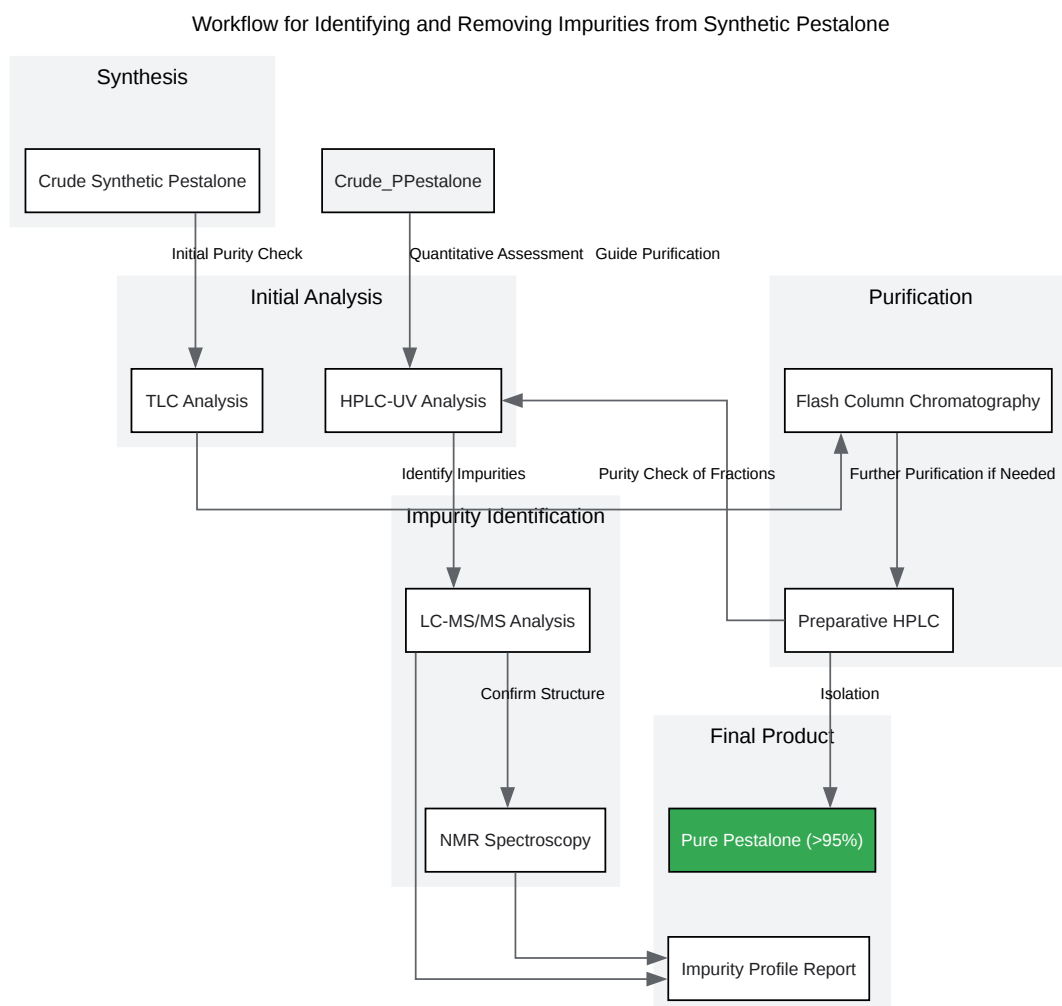 Workflow for Identifying and Removing Impurities from Synthetic Pestalone
Synthesis
Crude Synthetic Pestalone
Crude_PPestalone
Initial Purity Check
Quantitative Assessment
Guide Purification
Initial Analysis
Purification
TLC Analysis
HPLC-UV Analysis
Flash Column Chromatography
Identify Impurities
Purity Check of Fractions
Further Purification if Needed
Impurity Identification
LC-MS/MS Analysis
Preparative HPLC
Confirm Structure
Isolation
Final Product
NMR Spectroscopy
Pure Pestalone (>95%)
Impurity Profile Report